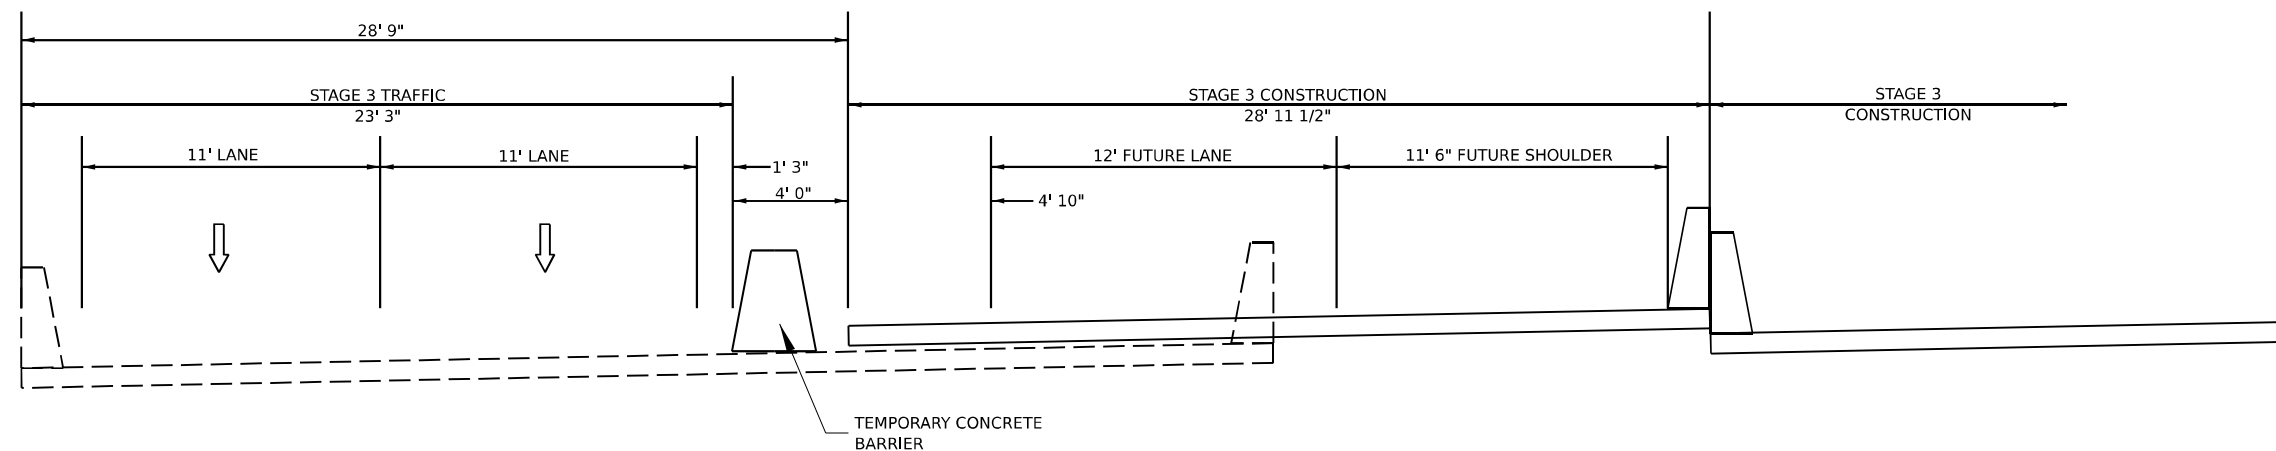 28' 9"
STAGE 3 TRAFFIC
23' 3"
STAGE 3 CONSTRUCTION
28' 11 1/2"
STAGE 3
CONSTRUCTION
11' LANE
11' LANE
1' 3"
12' FUTURE LANE
11' 6" FUTURE SHOULDER
4' 0"
4' 10"
TEMPORARY CONCRETE
BARRIER